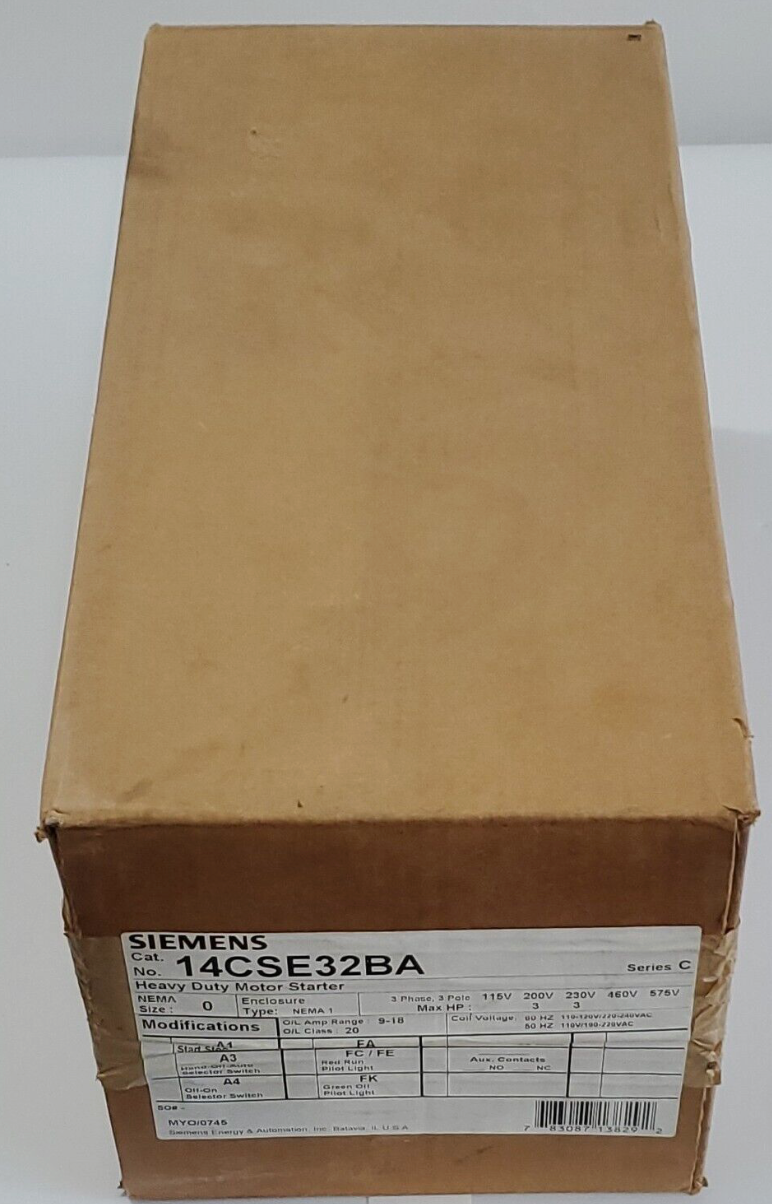 SIEMENS
Cat. No. 14CSE32BA Series C
Heavy Duty Motor Starter
NEMA Size : 0 Enclosure Type: NEMA 1
3 Phase, 3 Pole 115V 200V 230V 460V 575V
Max HP : 3 3
Modifications O/L Amp Range : 9-18
O/L Class : 20
Coil Voltage: 60 HZ 110-120V/220-240VAC
50 HZ 110V/190-220VAC
A1
FA
A3
Hand-Off-Auto
Selector Switch
FC / FE
Red Run
Pilot Light
Aux. Contacts
NO NC
A4
Off-On
Selector Switch
FK
Green Off
Pilot Light
SO# -
MYO/0745
Siemens Energy & Automation, Inc. Batavia, IL U.S.A
7 83087 13829 2